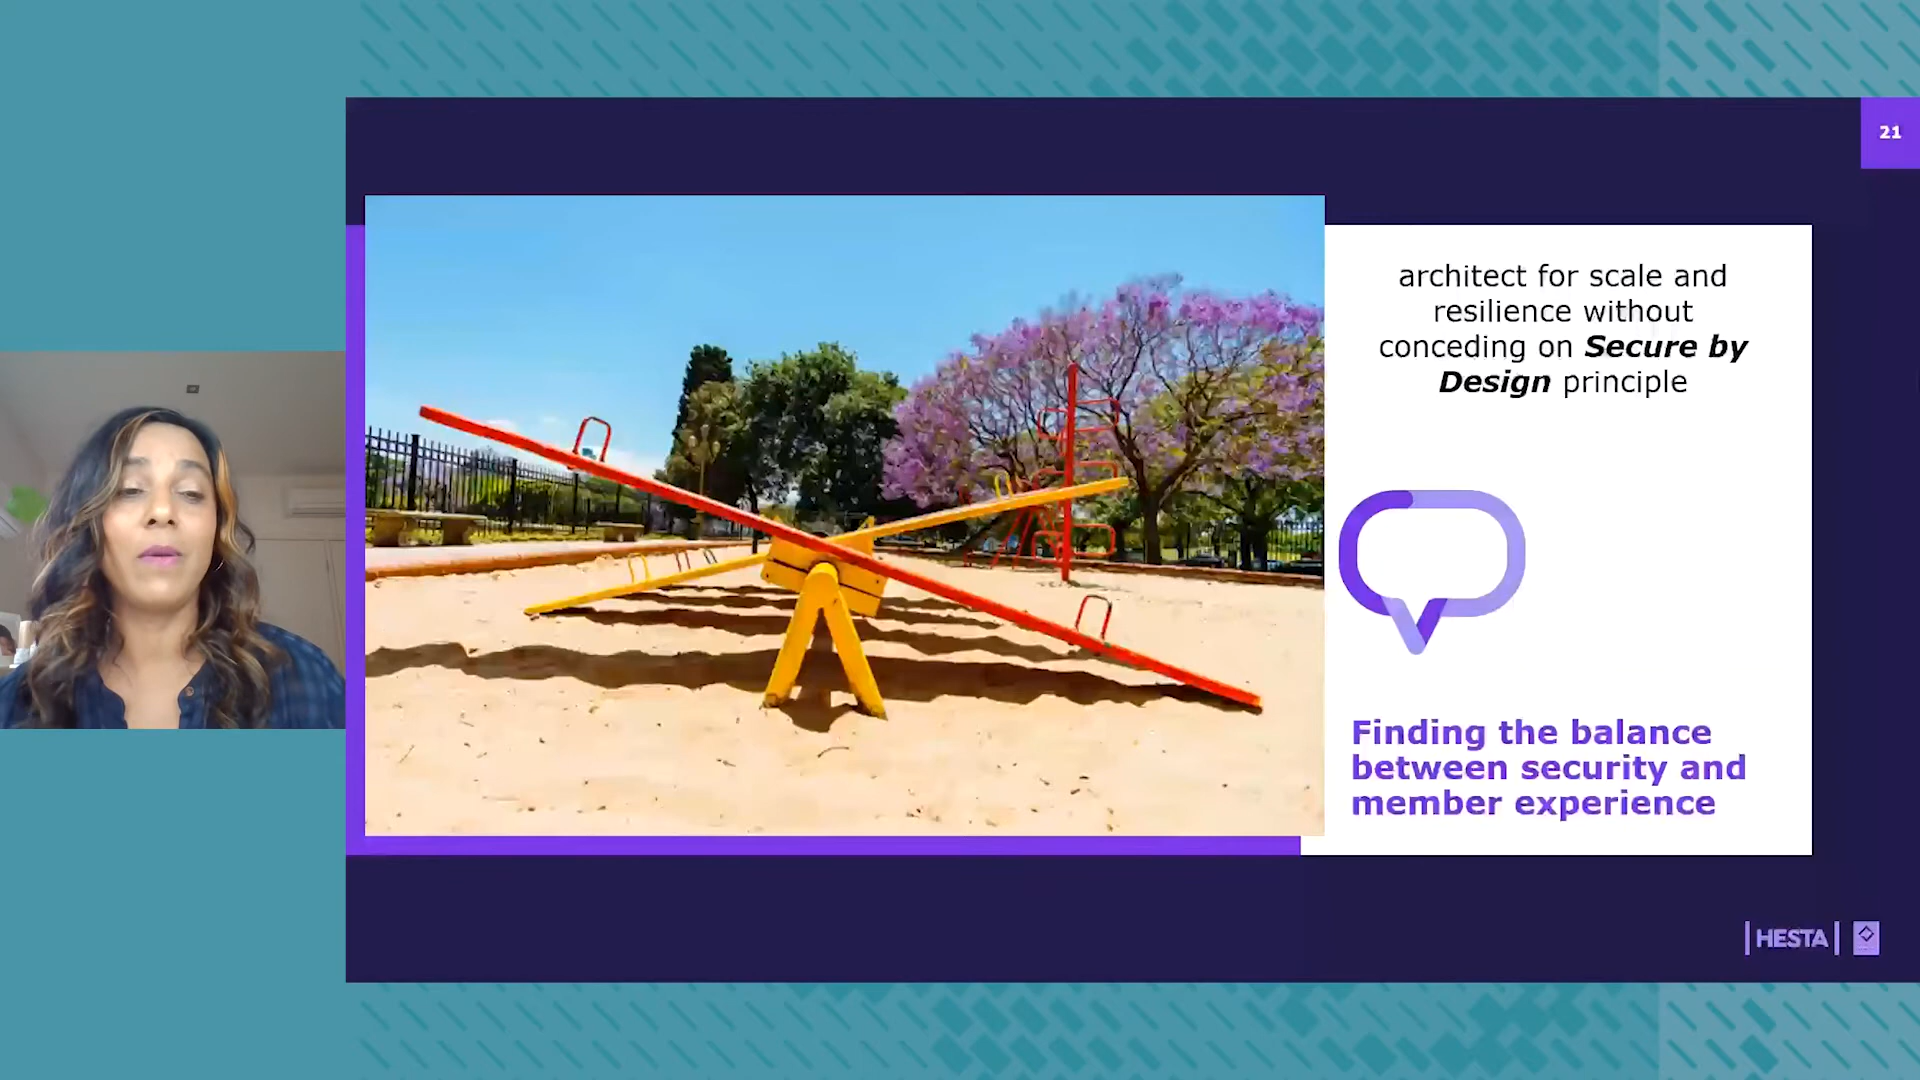 21
architect for scale and
resilience without
conceding on Secure by
Design principle
Finding the balance
between security and
member experience
HESTA